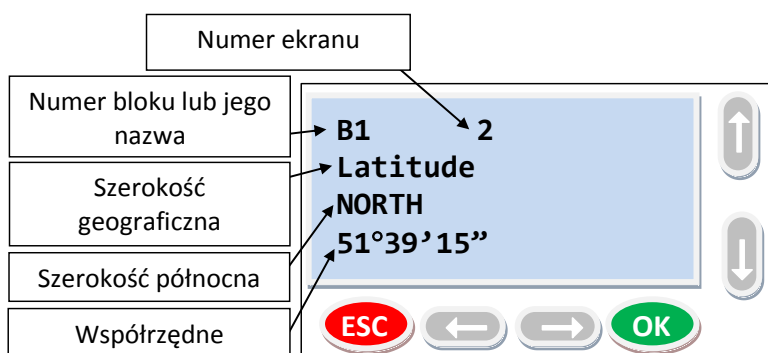 Numer ekranu
Numer bloku lub jego
nazwa
Szerokość
geograficzna
Szerokość północna
Współrzędne
B1 2
Latitude
NORTH
51°39’15”
ESC
OK